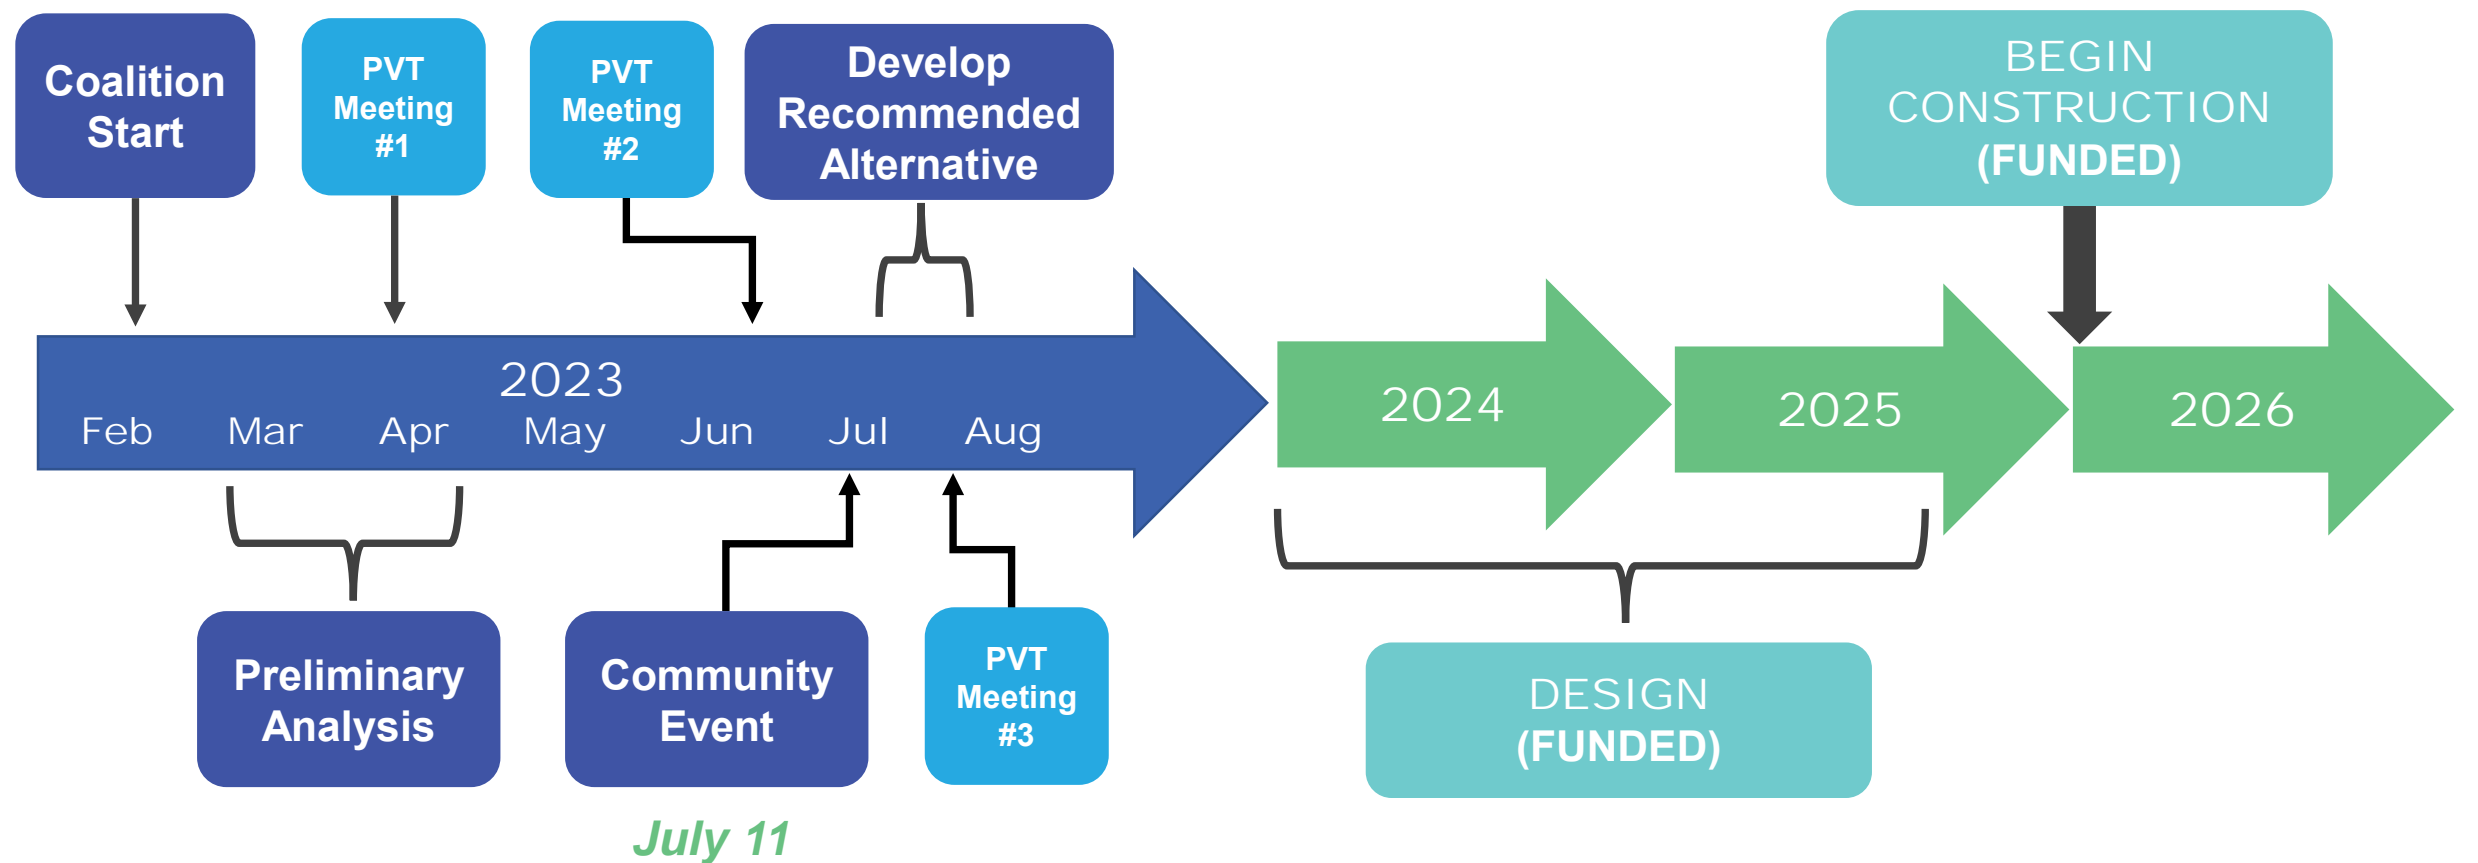 Coalition
Start
PVT
Meeting
#1
PVT
Meeting
#2
Develop
Recommended
Alternative
BEGIN
CONSTRUCTION
(FUNDED)
2023
Feb Mar Apr May Jun Jul Aug
2024
2025
2026
Preliminary
Analysis
Community
Event
PVT
Meeting
#3
DESIGN
(FUNDED)
July 11